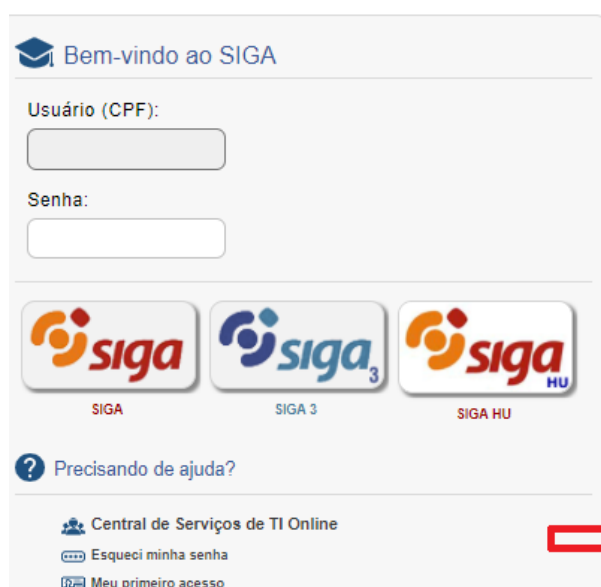 Bem-vindo ao SIGA
Usuário (CPF):
Senha:
siga siga 3 siga HU
SIGA SIGA 3 SIGA HU
Precisando de ajuda?
Central de Serviços de TI Online
Esqueci minha senha
Meu primeiro acesso